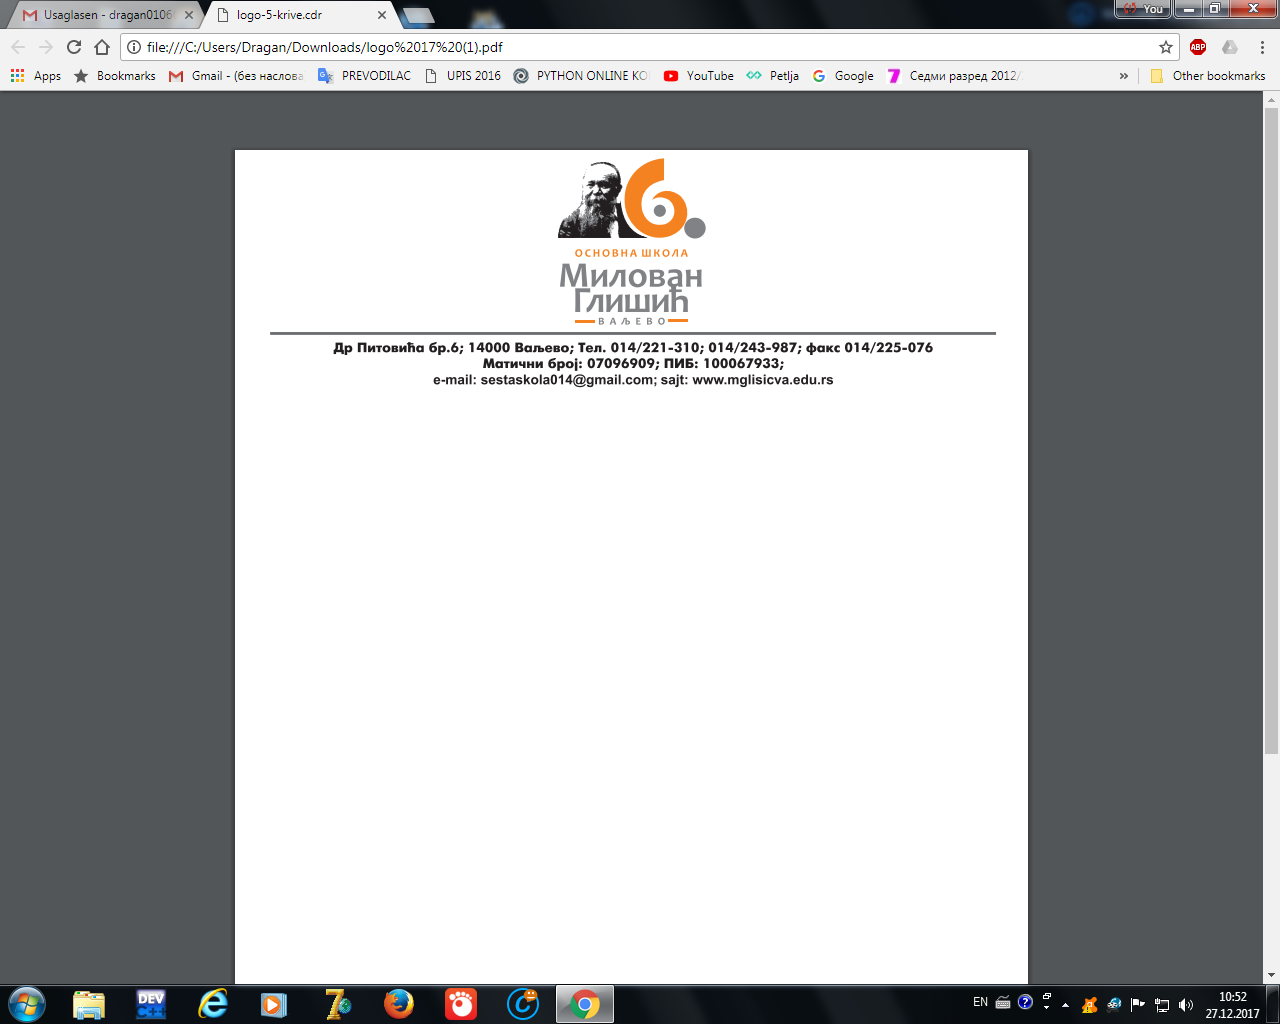 Usaglasen - dragan0106
logo-5-krive.cdr
You
file:///C:/Users/Dragan/Downloads/logo%2017%20(1).pdf
ABP
Apps Bookmarks Gmail - (без наслова PREVODILAC UPIS 2016 PYTHON ONLINE KO YouTube Petlja Google Седми разред 2012/ » Other bookmarks
ОСНОВНА ШКОЛА
Милован
Глишић
ВАЉЕВО
Др Питовића бр.6; 14000 Ваљево; Тел. 014/221-310; 014/243-987; факс 014/225-076
Матични број: 07096909; ПИБ: 100067933;
e-mail: sestaskola014@gmail.com; sajt: www.mglisicva.edu.rs
DEV
EN
10:52
27.12.2017